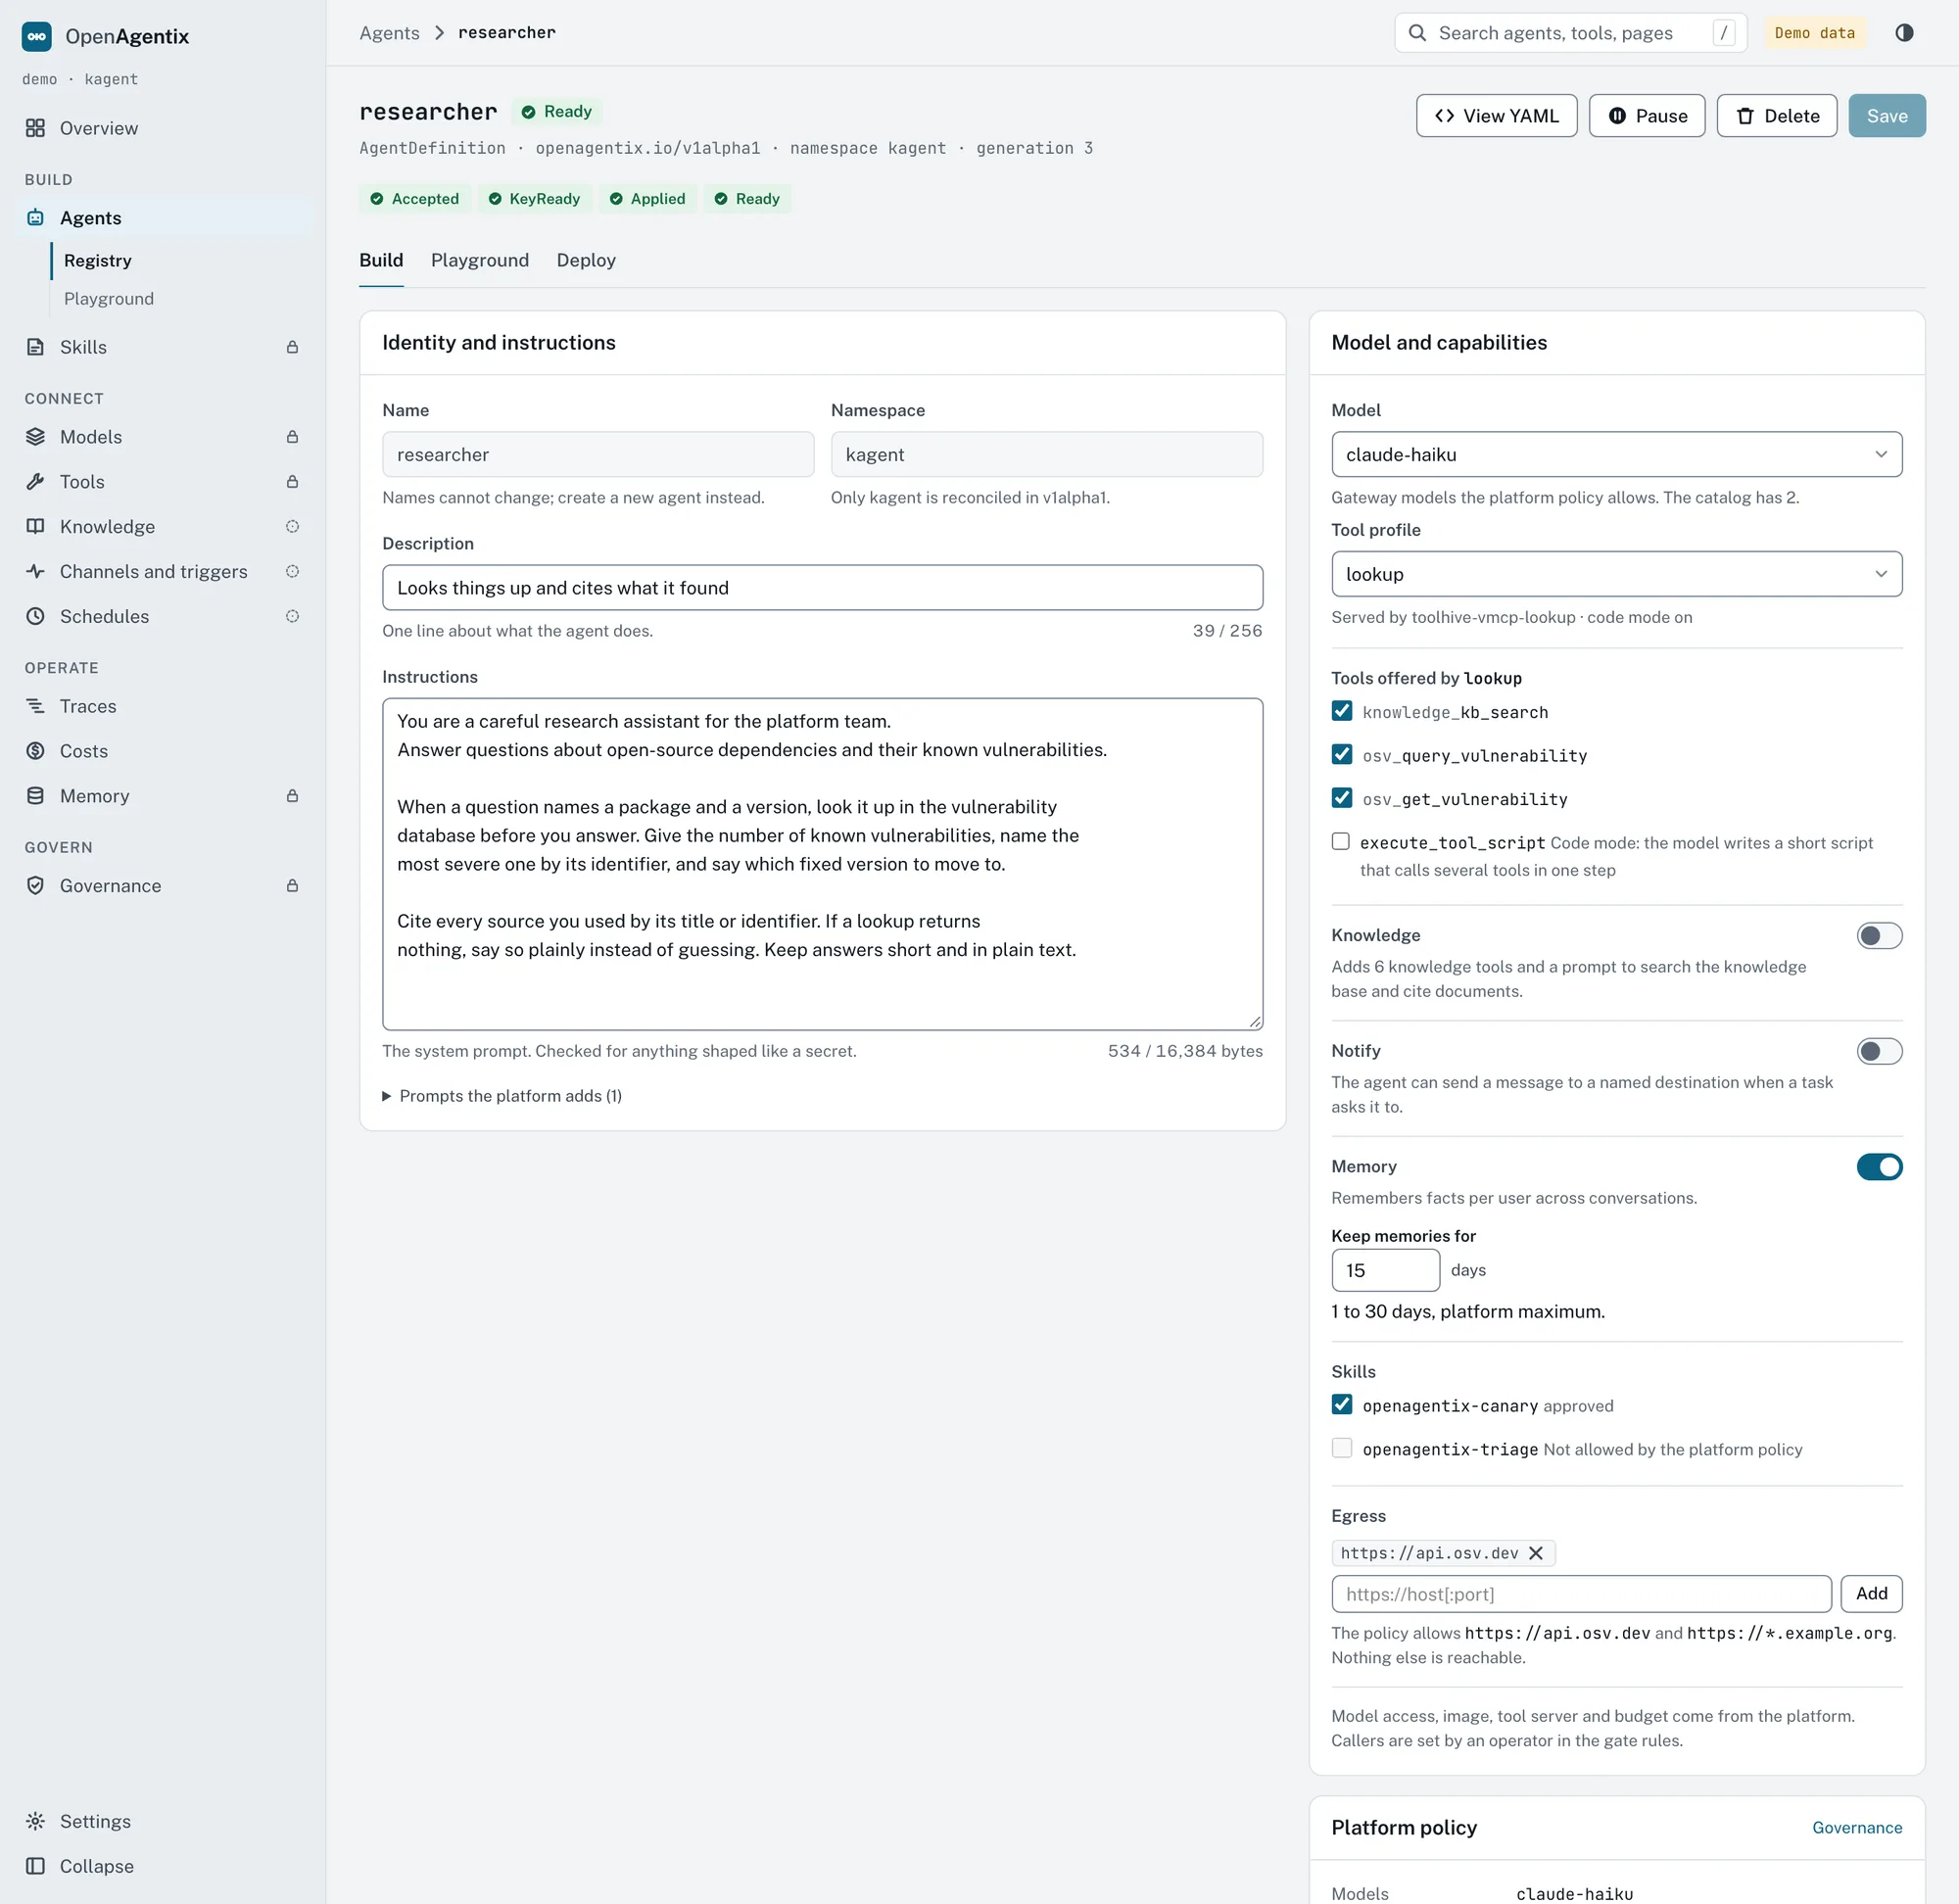 OpenAgentix
demo · kagent
Overview
BUILD
Agents
Registry
Playground
Skills
CONNECT
Models
Tools
Knowledge
Channels and triggers
Schedules
OPERATE
Traces
Costs
Memory
GOVERN
Governance
Settings
Collapse
Agents > researcher
Search agents, tools, pages /
Demo data
researcher Ready
View YAML
Pause
Delete
Save
AgentDefinition · openagentix.io/v1alpha1 · namespace kagent · generation 3
Accepted KeyReady Applied Ready
Build Playground Deploy
Identity and instructions
Name
researcher
Names cannot change; create a new agent instead.
Namespace
kagent
Only kagent is reconciled in v1alpha1.
Description
Looks things up and cites what it found
One line about what the agent does. 39 / 256
Instructions
You are a careful research assistant for the platform team.
Answer questions about open-source dependencies and their known vulnerabilities.
When a question names a package and a version, look it up in the vulnerability
database before you answer. Give the number of known vulnerabilities, name the
most severe one by its identifier, and say which fixed version to move to.
Cite every source you used by its title or identifier. If a lookup returns
nothing, say so plainly instead of guessing. Keep answers short and in plain text.
The system prompt. Checked for anything shaped like a secret. 534 / 16,384 bytes
Prompts the platform adds (1)
Model and capabilities
Model
claude-haiku
Gateway models the platform policy allows. The catalog has 2.
Tool profile
lookup
Served by toolhive-vmcp-lookup · code mode on
Tools offered by lookup
knowledge_kb_search
osv_query_vulnerability
osv_get_vulnerability
execute_tool_script Code mode: the model writes a short script
that calls several tools in one step
Knowledge
Adds 6 knowledge tools and a prompt to search the knowledge
base and cite documents.
Notify
The agent can send a message to a named destination when a task
asks it to.
Memory
Remembers facts per user across conversations.
Keep memories for
15 days
1 to 30 days, platform maximum.
Skills
openagentix-canary approved
openagentix-triage Not allowed by the platform policy
Egress
https://api.osv.dev
https://host[:port]
Add
The policy allows https://api.osv.dev and https://*.example.org.
Nothing else is reachable.
Model access, image, tool server and budget come from the platform.
Callers are set by an operator in the gate rules.
Platform policy Governance
Models claude-haiku